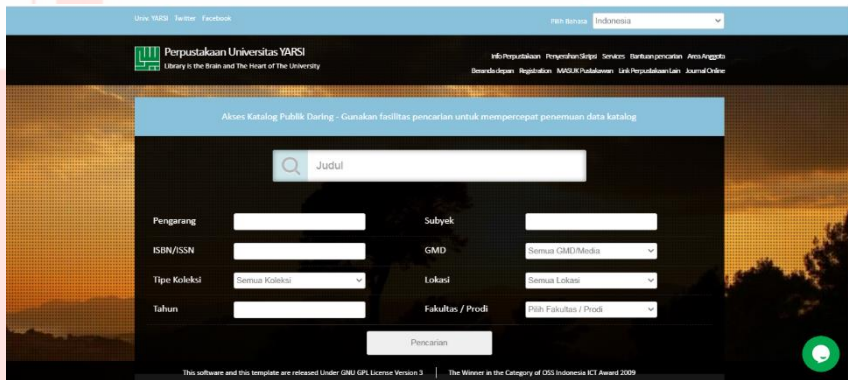 Univ. YARSI Twitter Facebook
Pilih Bahasa Indonesia
Perpustakaan Universitas YARSI
Library is the Brain and The Heart of The University
Info Perpustakaan Penyerahan Skripsi Services Bantuan pencarian Area Anggota
Beranda depan Registration MASUK Pustakawan Link Perpustakaan Lain Journal Online
Akses Katalog Publik Daring - Gunakan fasilitas pencarian untuk mempercepat penemuan data katalog
Judul
Pengarang Subyek
ISBN/ISSN GMD Semua GMD/Media
Tipe Koleksi Semua Koleksi Lokasi Semua Lokasi
Tahun Fakultas / Prodi Pilih Fakultas / Prodi
Pencarian
This software and this template are released Under GNU GPL License Version 3 | The Winner in the Category of OSS Indonesia ICT Award 2009